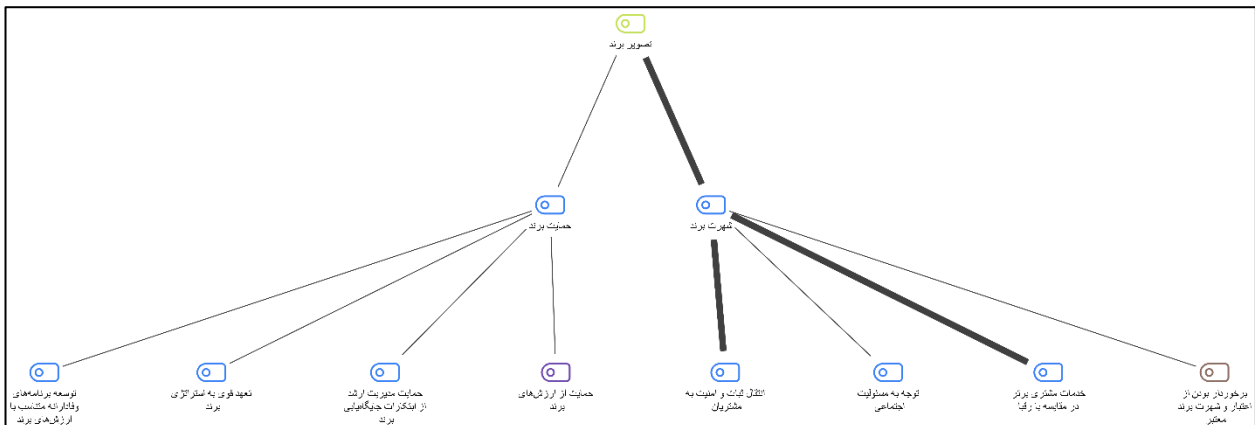 تصویر برند
حمایت برند
شهرت برند
توسعه برنامه‌های
وفادارانه متناسب با
ارزش‌های برند
تعهد قوی به استراتژی
برند
حمایت مدیریت ارشد
از ابتکارات جایگاه‌یابی
برند
حمایت از ارزش‌های
برند
انتقال ثبات و امنیت به
مشتریان
توجه به مسئولیت
اجتماعی
خدمات مشتری برتر
در مقایسه با رقبا
برخوردار بودن از
اعتبار و شهرت برند
معتبر